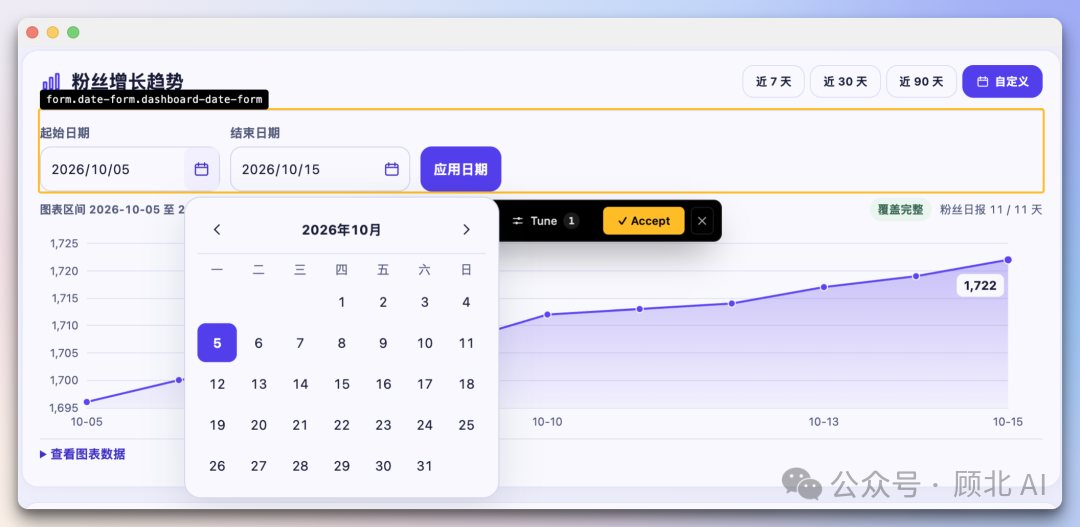 粉丝增长趋势
近 7 天
近 30 天
近 90 天
自定义
form.date-form.dashboard-date-form
起始日期
结束日期
2026/10/05
2026/10/15
应用日期
图表区间 2026-10-05 至 2
覆盖完整
粉丝日报 11 / 11 天
Tune 1
Accept
2026年10月
一 二 三 四 五 六 日
1 2 3 4
5 6 7 8 9 10 11
12 13 14 15 16 17 18
19 20 21 22 23 24 25
26 27 28 29 30 31
1,725
1,720
1,715
1,710
1,705
1,700
1,695
1,722
10-05
10-10
10-13
10-15
查看图表数据
公众号 · 顾北 AI